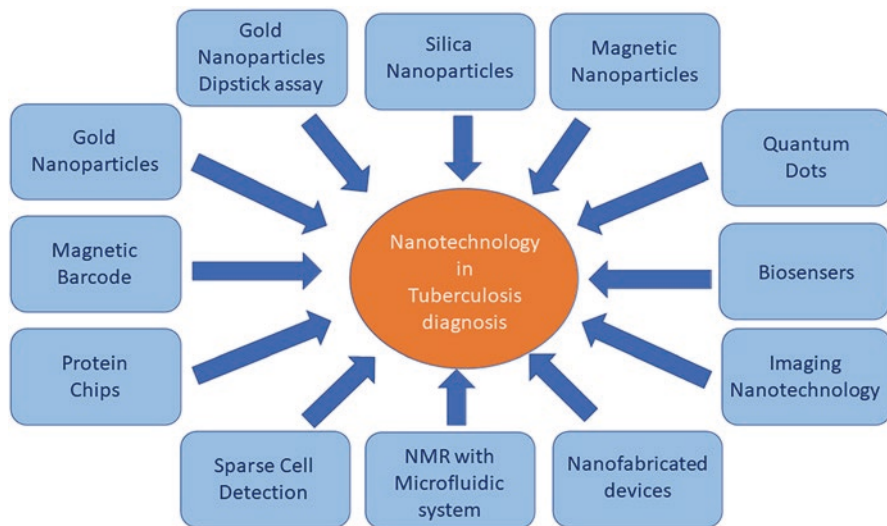 Gold
Nanoparticles
Dipstick assay
Silica
Nanoparticles
Magnetic
Nanoparticles
Gold
Nanoparticles
Quantum
Dots
Magnetic
Barcode
Nanotechnology
in
Tuberculosis
diagnosis
Biosensers
Protein
Chips
Imaging
Nanotechnology
Sparse Cell
Detection
NMR with
Microfluidic
system
Nanofabricated
devices